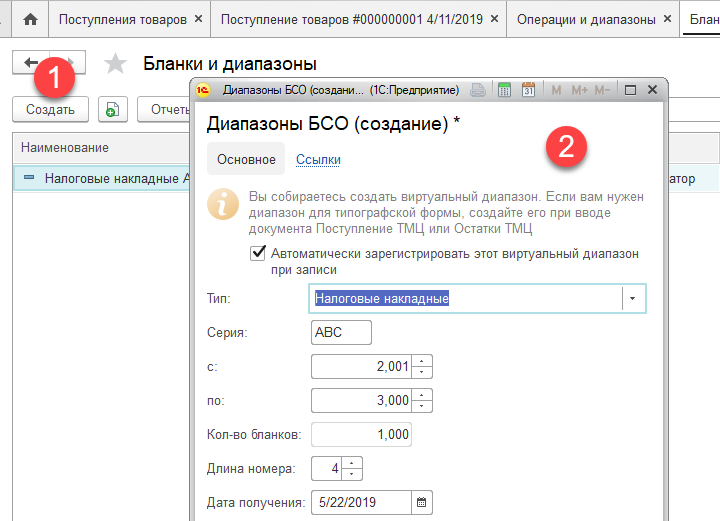 Поступления товаров
Поступление товаров #000000001 4/11/2019
Операции и диапазоны
Блан
Бланки и диапазоны
1
Создать
Отчеты
Наименование
Налоговые накладные А
атор
1С
Диапазоны БСО (создани... (1С:Предприятие)
31
M M+ M-
Диапазоны БСО (создание) *
2
Основное
Ссылки
Вы собираетесь создать виртуальный диапазон. Если вам нужен
диапазон для типографской формы, создайте его при вводе
документа Поступление ТМЦ или Остатки ТМЦ
Автоматически зарегистрировать этот виртуальный диапазон
при записи
Тип:
Налоговые накладные
Серия:
ABC
с:
2,001
по:
3,000
Кол-во бланков:
1,000
Длина номера:
4
Дата получения:
5/22/2019